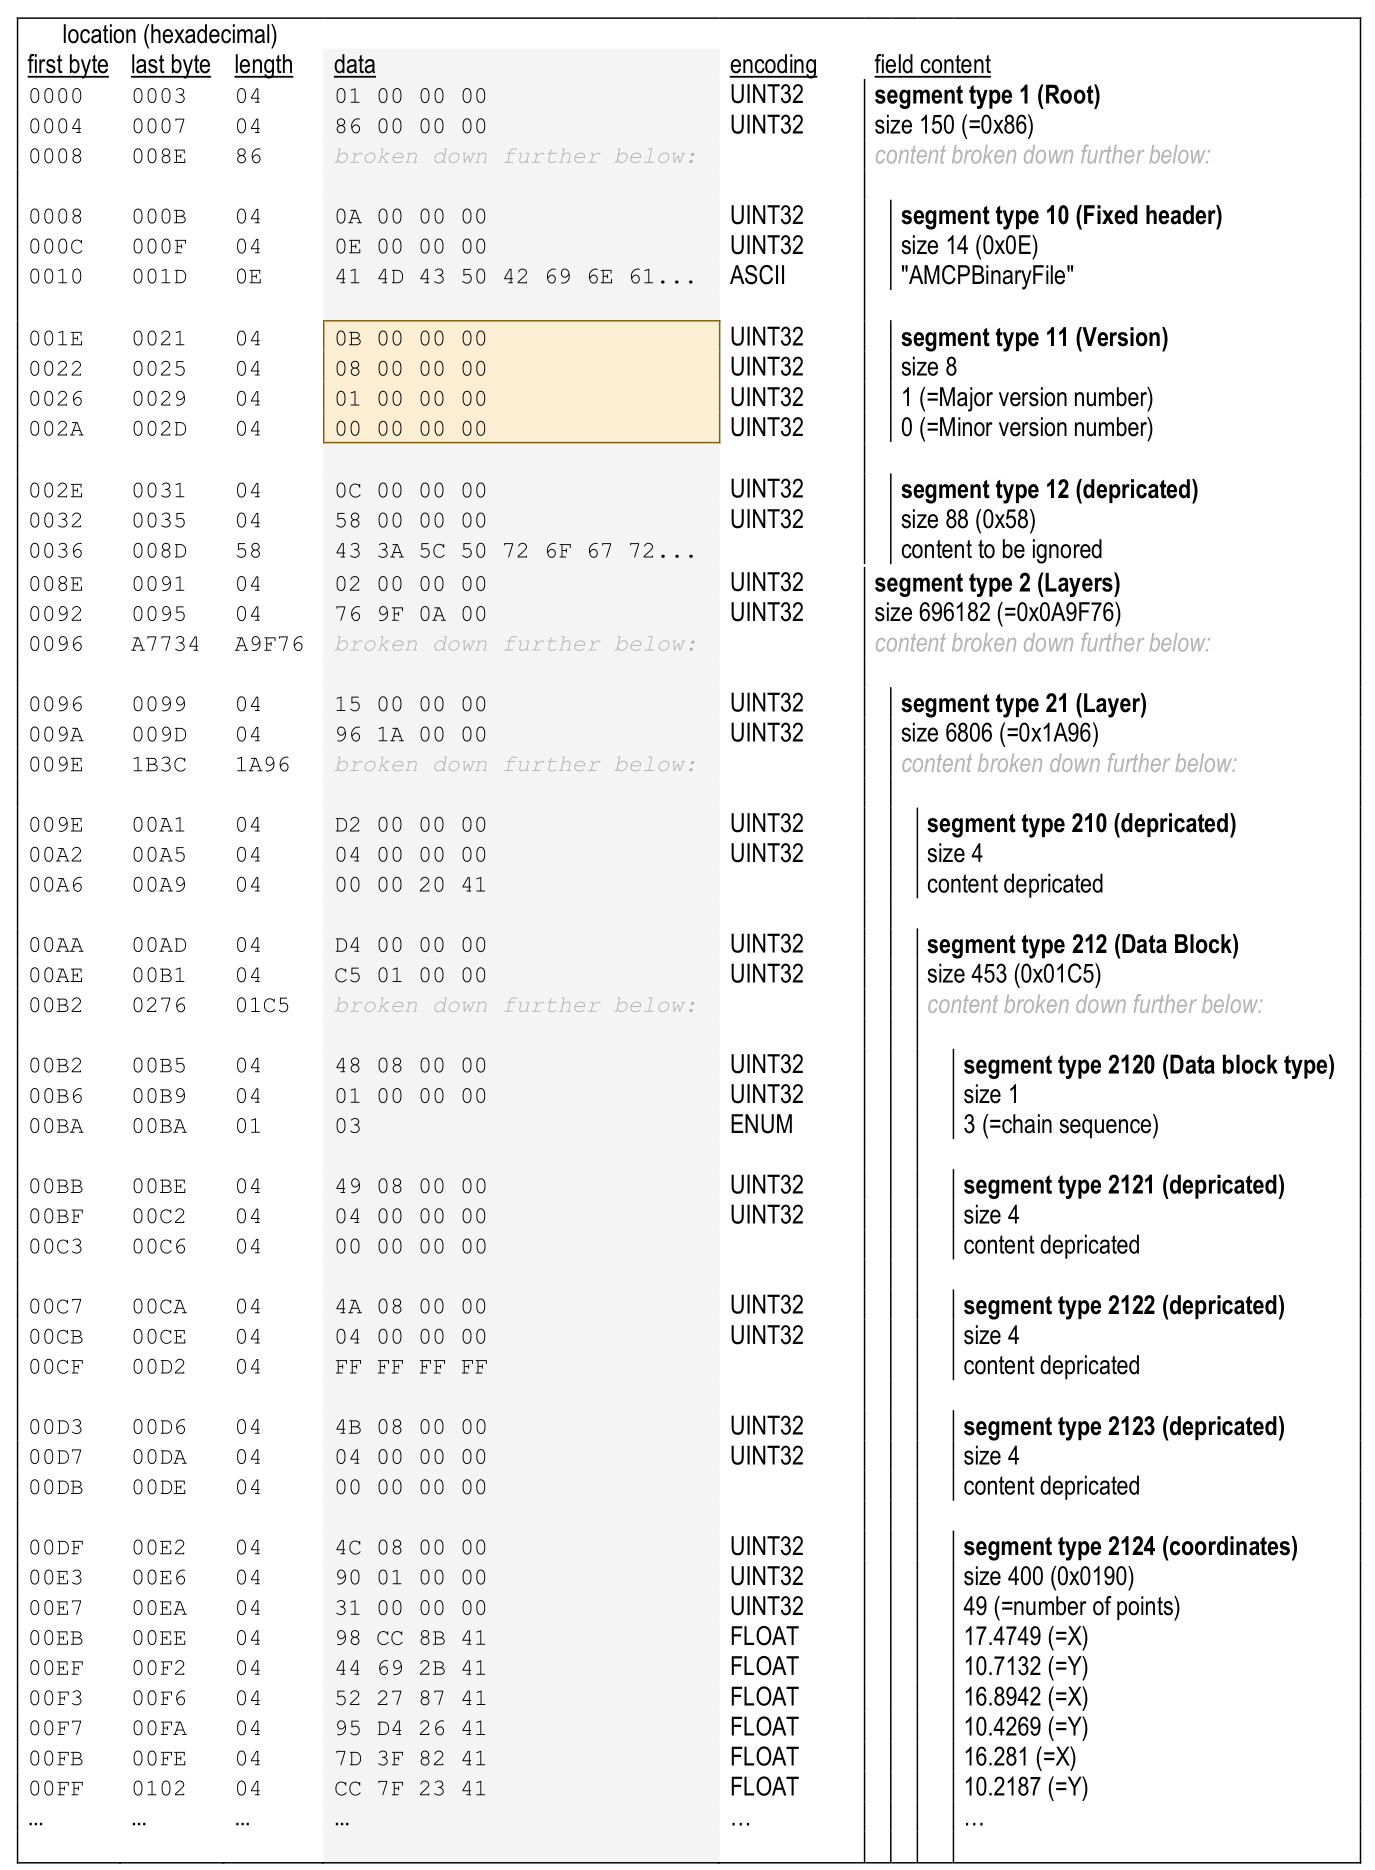 location (hexadecimal)
first byte last byte length data encoding field content
0000 0003 04 01 00 00 00 UINT32 segment type 1 (Root)
0004 0007 04 86 00 00 00 UINT32 size 150 (=0x86)
0008 008E 86 broken down further below: content broken down further below:
0008 000B 04 0A 00 00 00 UINT32 segment type 10 (Fixed header)
000C 000F 04 0E 00 00 00 UINT32 size 14 (0x0E)
0010 001D 0E 41 4D 43 50 42 69 6E 61... ASCII "AMCPBinaryFile"
001E 0021 04 0B 00 00 00 UINT32 segment type 11 (Version)
0022 0025 04 08 00 00 00 UINT32 size 8
0026 0029 04 01 00 00 00 UINT32 1 (=Major version number)
002A 002D 04 00 00 00 00 UINT32 0 (=Minor version number)
002E 0031 04 0C 00 00 00 UINT32 segment type 12 (depricated)
0032 0035 04 58 00 00 00 UINT32 size 88 (0x58)
0036 008D 58 43 3A 5C 50 72 6F 67 72... content to be ignored
008E 0091 04 02 00 00 00 UINT32 segment type 2 (Layers)
0092 0095 04 76 9F 0A 00 UINT32 size 696182 (=0x0A9F76)
0096 A7734 A9F76 broken down further below: content broken down further below:
0096 0099 04 15 00 00 00 UINT32 segment type 21 (Layer)
009A 009D 04 96 1A 00 00 UINT32 size 6806 (=0x1A96)
009E 1B3C 1A96 broken down further below: content broken down further below:
009E 00A1 04 D2 00 00 00 UINT32 segment type 210 (depricated)
00A2 00A5 04 04 00 00 00 UINT32 size 4
00A6 00A9 04 00 00 20 41 content depricated
00AA 00AD 04 D4 00 00 00 UINT32 segment type 212 (Data Block)
00AE 00B1 04 C5 01 00 00 UINT32 size 453 (0x01C5)
00B2 0276 01C5 broken down further below: content broken down further below:
00B2 00B5 04 48 08 00 00 UINT32 segment type 2120 (Data block type)
00B6 00B9 04 01 00 00 00 UINT32 size 1
00BA 00BA 01 03 ENUM 3 (=chain sequence)
00BB 00BE 04 49 08 00 00 UINT32 segment type 2121 (depricated)
00BF 00C2 04 04 00 00 00 UINT32 size 4
00C3 00C6 04 00 00 00 00 content depricated
00C7 00CA 04 4A 08 00 00 UINT32 segment type 2122 (depricated)
00CB 00CE 04 04 00 00 00 UINT32 size 4
00CF 00D2 04 FF FF FF FF content depricated
00D3 00D6 04 4B 08 00 00 UINT32 segment type 2123 (depricated)
00D7 00DA 04 04 00 00 00 UINT32 size 4
00DB 00DE 04 00 00 00 00 content depricated
00DF 00E2 04 4C 08 00 00 UINT32 segment type 2124 (coordinates)
00E3 00E6 04 90 01 00 00 UINT32 size 400 (0x0190)
00E7 00EA 04 31 00 00 00 UINT32 49 (=number of points)
00EB 00EE 04 98 CC 8B 41 FLOAT 17.4749 (=X)
00EF 00F2 04 44 69 2B 41 FLOAT 10.7132 (=Y)
00F3 00F6 04 52 27 87 41 FLOAT 16.8942 (=X)
00F7 00FA 04 95 D4 26 41 FLOAT 10.4269 (=Y)
00FB 00FE 04 7D 3F 82 41 FLOAT 16.281 (=X)
00FF 0102 04 CC 7F 23 41 FLOAT 10.2187 (=Y)
... ... ... ... ... ...